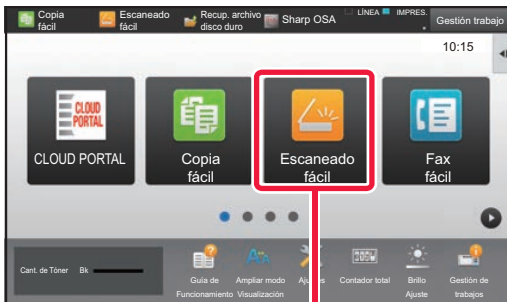 Copia fácil
Escaneado fácil
Recup. archivo disco duro
Sharp OSA
LÍNEA
IMPRES.
Gestión trabajo
10:15
CLOUD PORTAL
CLOUD PORTAL
Copia fácil
Escaneado fácil
Fax fácil
Cant. de Tóner Bk
Guia de Funcionamiento
Ampliar modo Visualización
Ajustes
Contador total
Brillo Ajuste
Gestión de trabajos